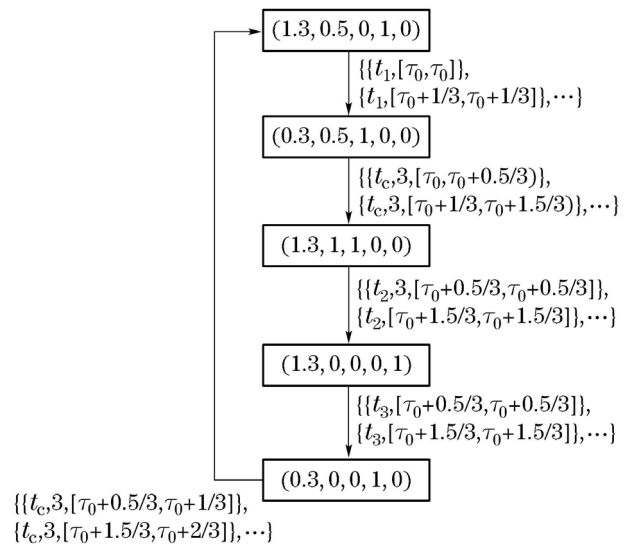 (1.3, 0.5, 0, 1, 0)
{{t₁,[τ₀,τ₀]},
{t₁,[τ₀+1/3,τ₀+1/3]},⋯}
(0.3, 0.5, 1, 0, 0)
{{t_c,3,[τ₀,τ₀+0.5/3)},
{t_c,3,[τ₀+1/3,τ₀+1.5/3)},⋯}
(1.3, 1, 1, 0, 0)
{{t₂,3,[τ₀+0.5/3,τ₀+0.5/3]},
{t₂,[τ₀+1.5/3,τ₀+1.5/3]},⋯}
(1.3, 0, 0, 0, 1)
{{t₃,[τ₀+0.5/3,τ₀+0.5/3]},
{t₃,[τ₀+1.5/3,τ₀+1.5/3]},⋯}
(0.3, 0, 0, 1, 0)
{{t_c,3,[τ₀+0.5/3,τ₀+1/3]},
{t_c,3,[τ₀+1.5/3,τ₀+2/3]},⋯}